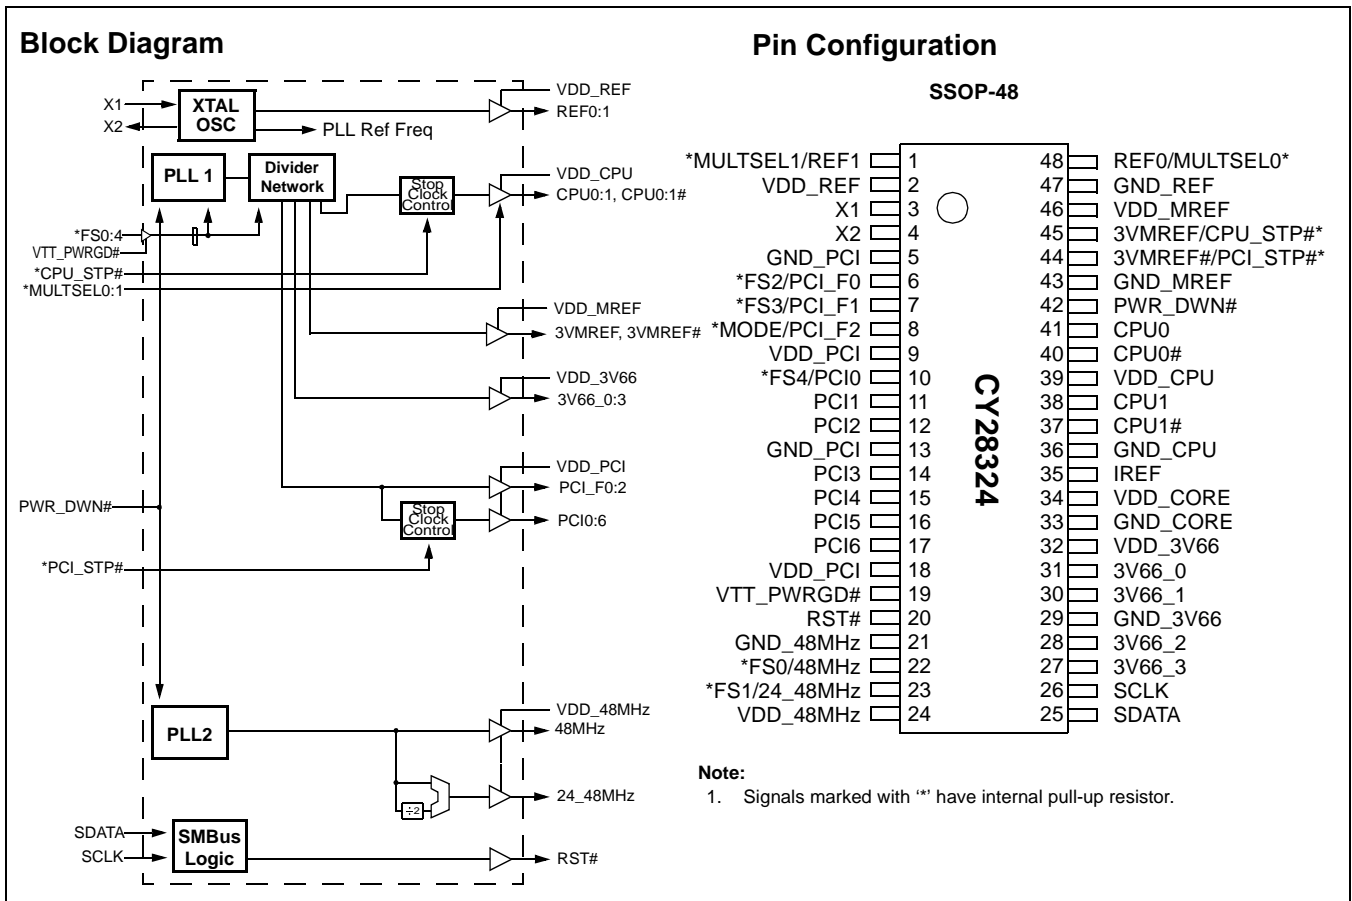 Block Diagram
VDD_REF
X1
XTAL
OSC
REF0:1
X2
PLL Ref Freq
PLL 1
Divider
Network
VDD_CPU
Stop
Clock
Control
CPU0:1, CPU0:1#
*FS0:4
VTT_PWRGD#
*CPU_STP#
*MULTSEL0:1
VDD_MREF
3VMREF, 3VMREF#
VDD_3V66
3V66_0:3
VDD_PCI
PCI_F0:2
PWR_DWN#
Stop
Clock
Control
PCI0:6
*PCI_STP#
PLL2
VDD_48MHz
48MHz
÷2
24_48MHz
SDATA
SCLK
SMBus
Logic
RST#
Pin Configuration
SSOP-48
*MULTSEL1/REF1 1 48 REF0/MULTSEL0*
VDD_REF 2 47 GND_REF
X1 3 46 VDD_MREF
X2 4 45 3VMREF/CPU_STP#*
GND_PCI 5 44 3VMREF#/PCI_STP#*
*FS2/PCI_F0 6 43 GND_MREF
*FS3/PCI_F1 7 42 PWR_DWN#
*MODE/PCI_F2 8 41 CPU0
VDD_PCI 9 40 CPU0#
*FS4/PCI0 10 39 VDD_CPU
PCI1 11 38 CPU1
PCI2 12 37 CPU1#
GND_PCI 13 36 GND_CPU
PCI3 14 35 IREF
PCI4 15 34 VDD_CORE
PCI5 16 33 GND_CORE
PCI6 17 32 VDD_3V66
VDD_PCI 18 31 3V66_0
VTT_PWRGD# 19 30 3V66_1
RST# 20 29 GND_3V66
GND_48MHz 21 28 3V66_2
*FS0/48MHz 22 27 3V66_3
*FS1/24_48MHz 23 26 SCLK
VDD_48MHz 24 25 SDATA
CY28324
Note:
1. Signals marked with ‘*’ have internal pull-up resistor.